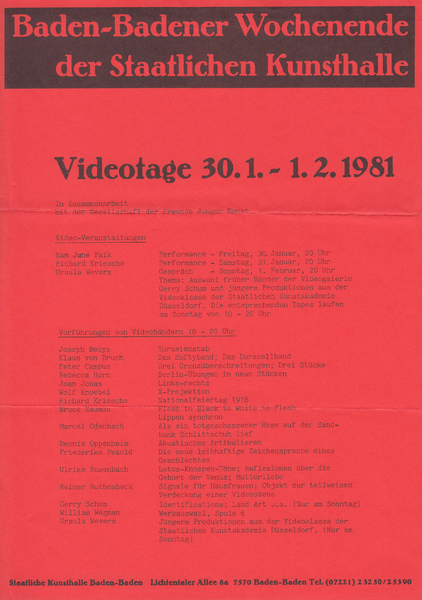 Baden-Badener Wochenende
der Staatlichen Kunsthalle
Videotage 30.1.-1.2.1981
In Zusammenarbeit
mit der Gesellschaft der Freunde Junger Kunst
Video-Veranstaltungen
Nam June Paik Performance - Freitag, 30. Januar, 20 Uhr
Richard Kriesche Performance - Samstag, 31. Januar, 20 Uhr
Ursula Wevers Gespräch - Sonntag, 1. Februar, 20 Uhr
Thema: Auswahl früher Bänder der Videogalerie
Gerry Schum und jüngere Produktionen aus der
Videoklasse der Staatlichen Kunstakademie
Düsseldorf. Die entsprechenden Tapes laufen
am Sonntag von 10 - 20 Uhr
Vorführungen von Videobändern 10 - 20 Uhr
Joseph Beuys Eurasienstab
Klaus von Bruch Das Softyband; Das Duracellband
Peter Campus Drei Grenzüberschreitungen; Drei Stücke
Rebecca Horn Berlin-Übungen in neun Stücken
Joan Jonas Links-rechts
Wolf Knoebel X-Projektion
Richard Kriesche Nationalfeiertag 1978
Bruce Nauman Flesh to Black to White to Flesh
Lippen synchron
Marcel Odenbach Als ein totgeschossener Hase auf der Sand-
bank Schlittschuh lief
Dennis Oppenheim Akustisches Artikulieren
Friederike Pezold Die neue leibhaftige Zeichensprache eines
Geschlechtes
Ulrike Rosenbach Lotos-Knospen-Töne; Reflexionen über die
Geburt der Venus; Mutterliebe
Reiner Ruthenbeck Signale für Hausfrauen; Objekt zur teilweisen
Verdeckung einer Videoszene
Gerry Schum Identifications; Land Art u.a. (Nur am Sonntag)
William Wegman Werkauswahl, Spule 6
Ursula Wevers Jüngere Produktionen aus der Videoklasse der
Staatlichen Kunstakademie Düsseldorf. (Nur am
Sonntag)
Staatliche Kunsthalle Baden-Baden Lichtentaler Allee 8a 7570 Baden-Baden Tel. (07221) 23250/25390